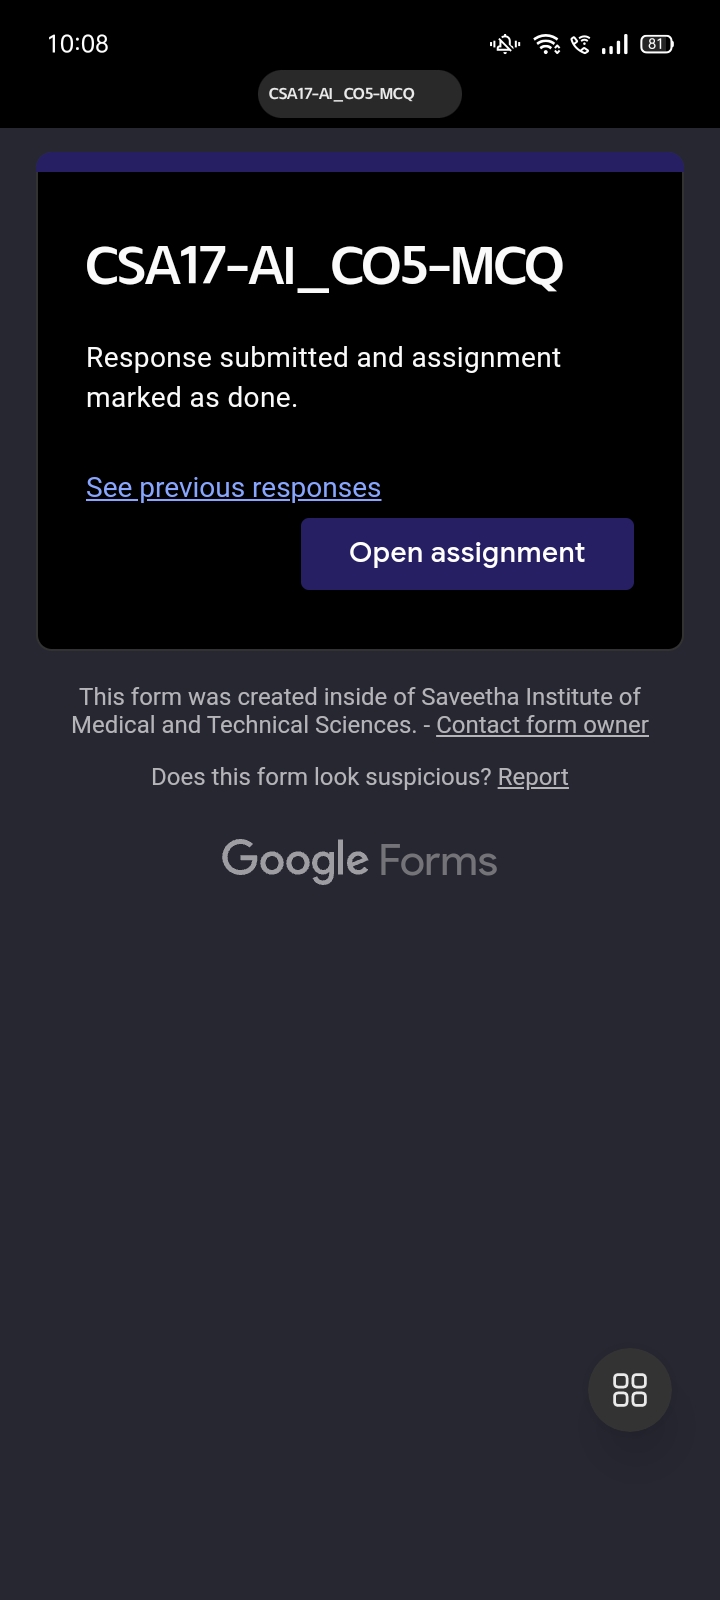 10:08
81
CSA17-AI_CO5-MCQ
CSA17-AI_CO5-MCQ
Response submitted and assignment
marked as done.
See previous responses
Open assignment
This form was created inside of Saveetha Institute of
Medical and Technical Sciences. - Contact form owner
Does this form look suspicious? Report
Google Forms